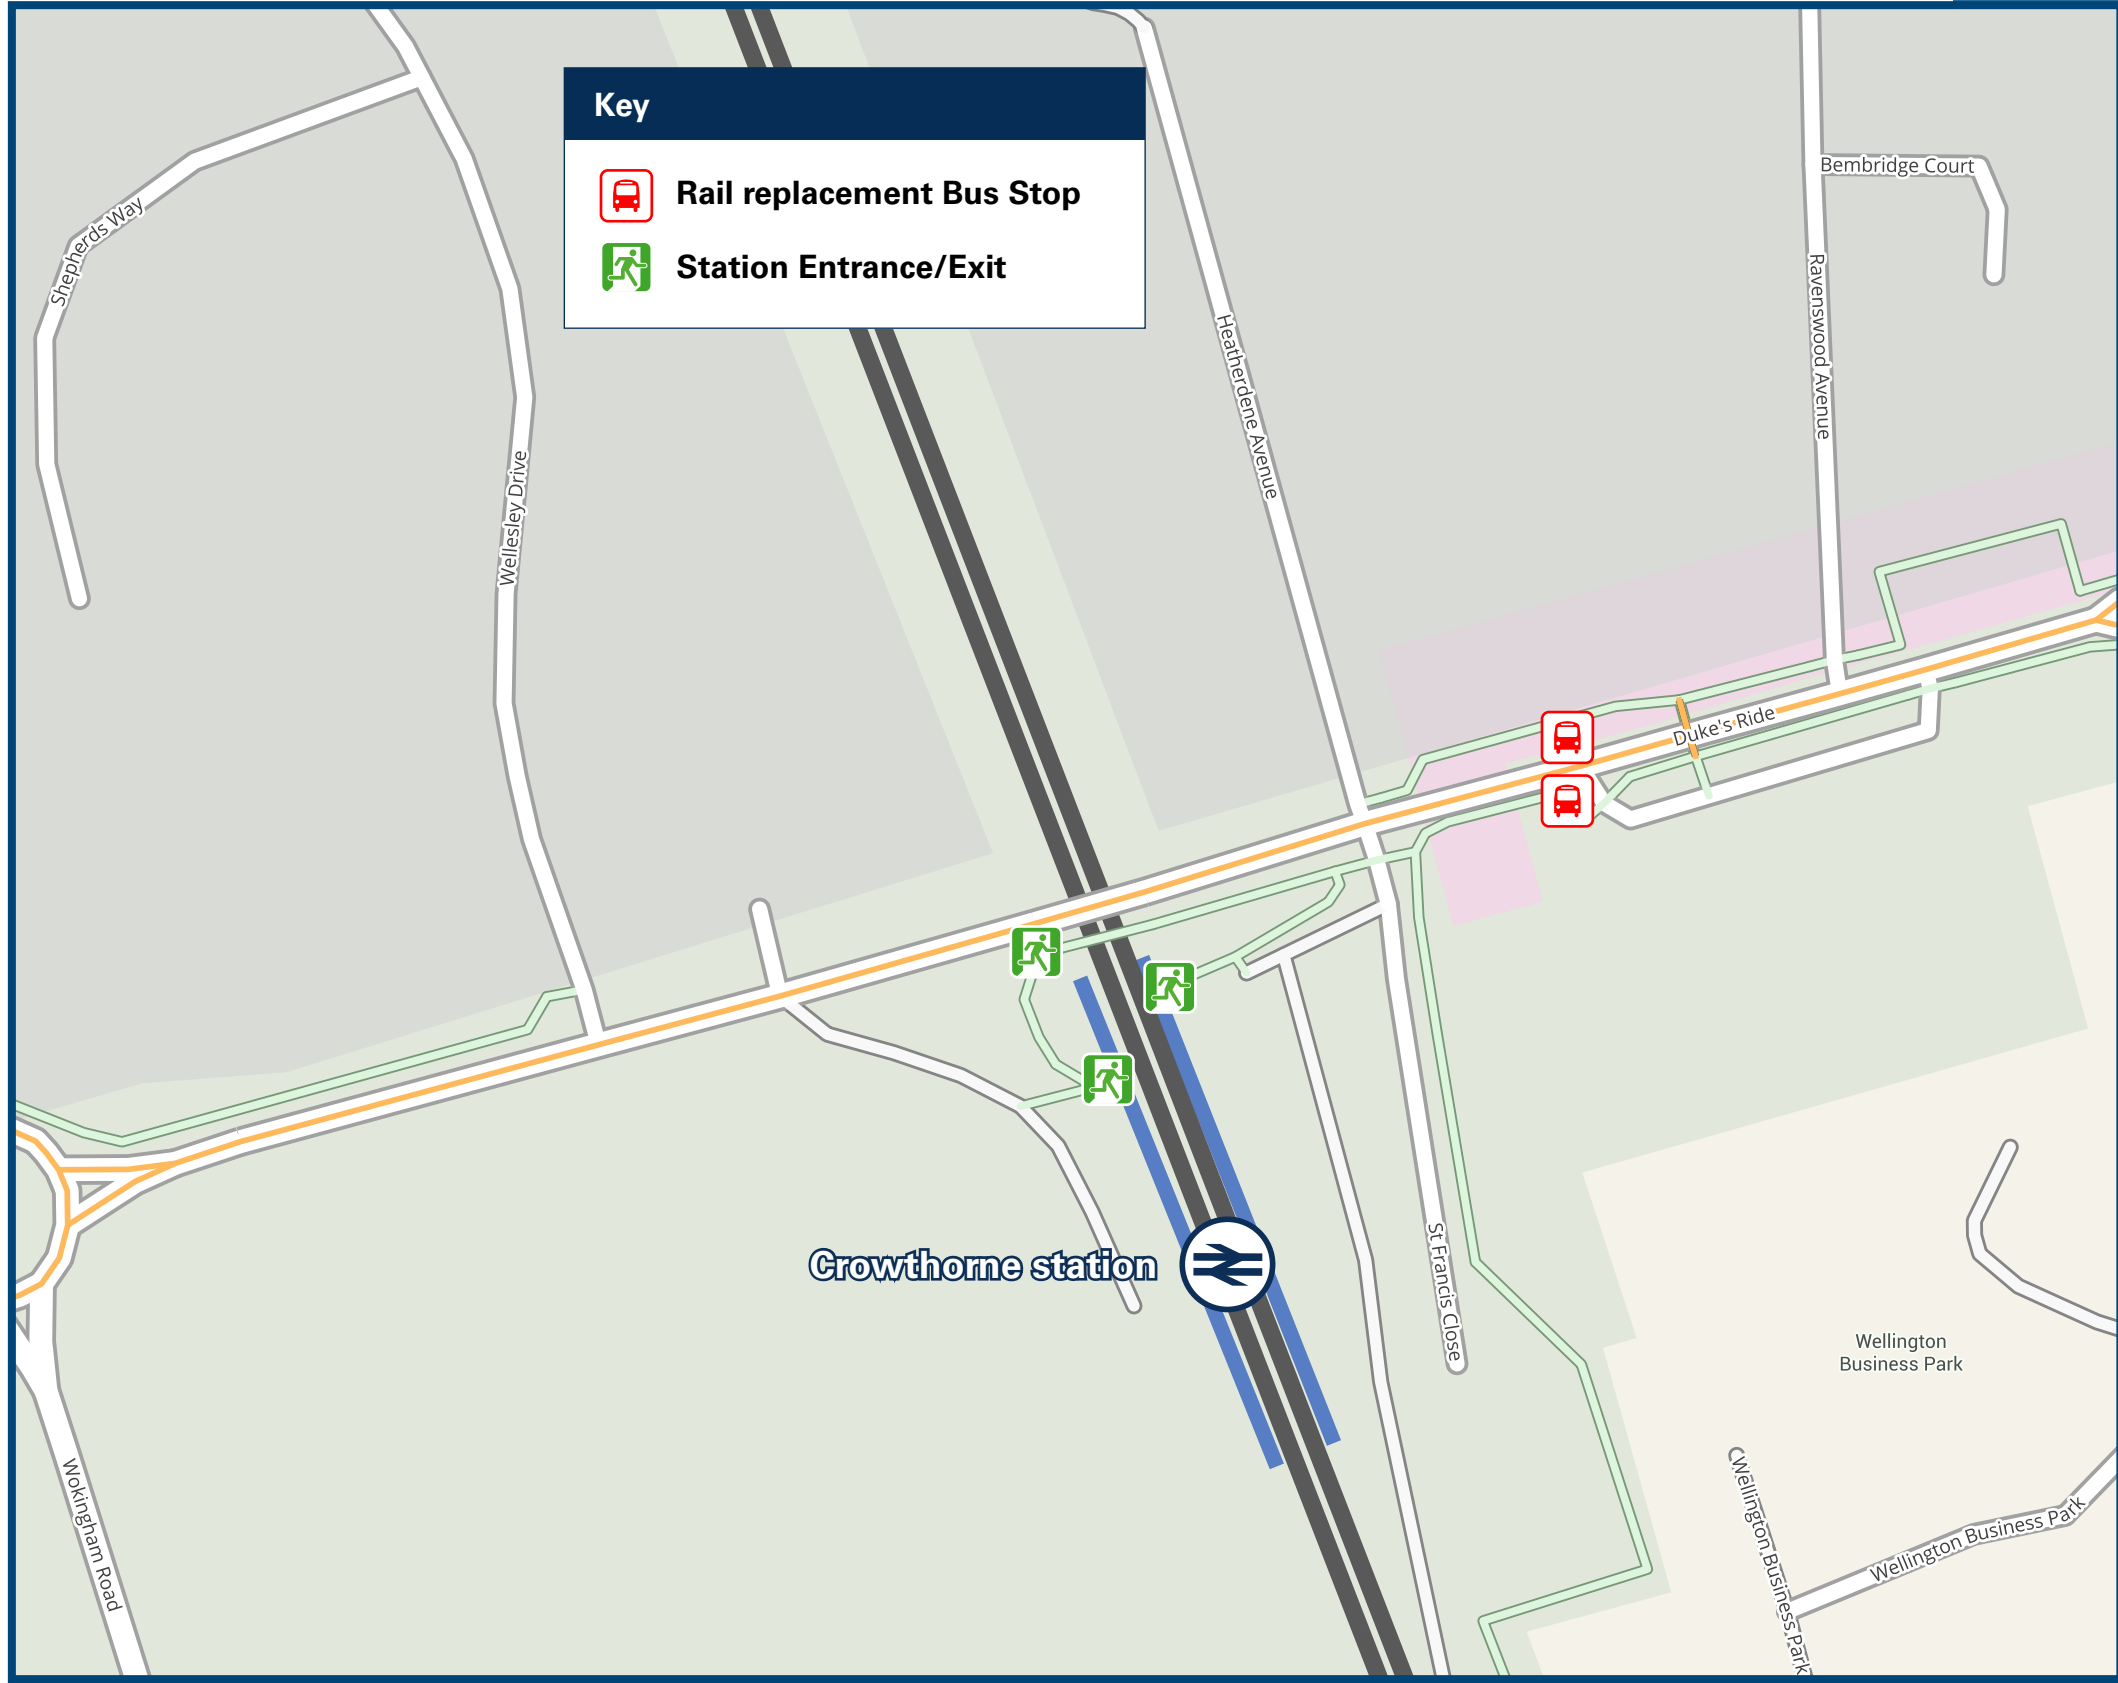 Key
Rail replacement Bus Stop
Station Entrance/Exit
Bembridge Court
Shepherds Way
Ravenswood Avenue
Heatherdene Avenue
Wellesley Drive
Duke's Ride
Crowthorne station
St Francis Close
Wellington
Business Park
Wokingham Road
Wellington Business Park
Wellington Business Park